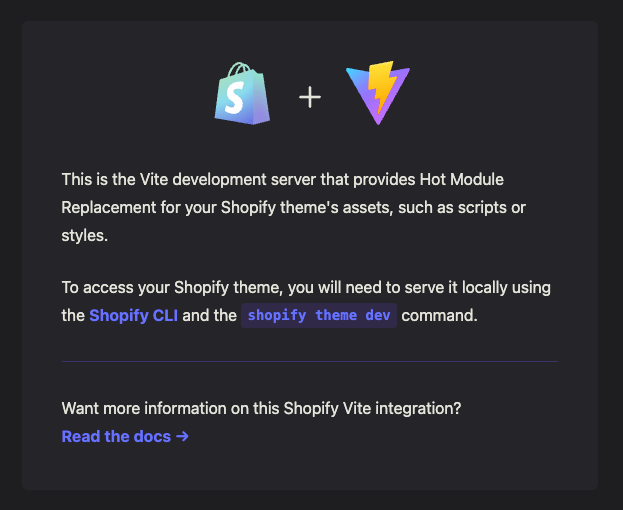 S
This is the Vite development server that provides Hot Module
Replacement for your Shopify theme's assets, such as scripts or
styles.
To access your Shopify theme, you will need to serve it locally using
the Shopify CLI and the shopify theme dev command.
Want more information on this Shopify Vite integration?
Read the docs →